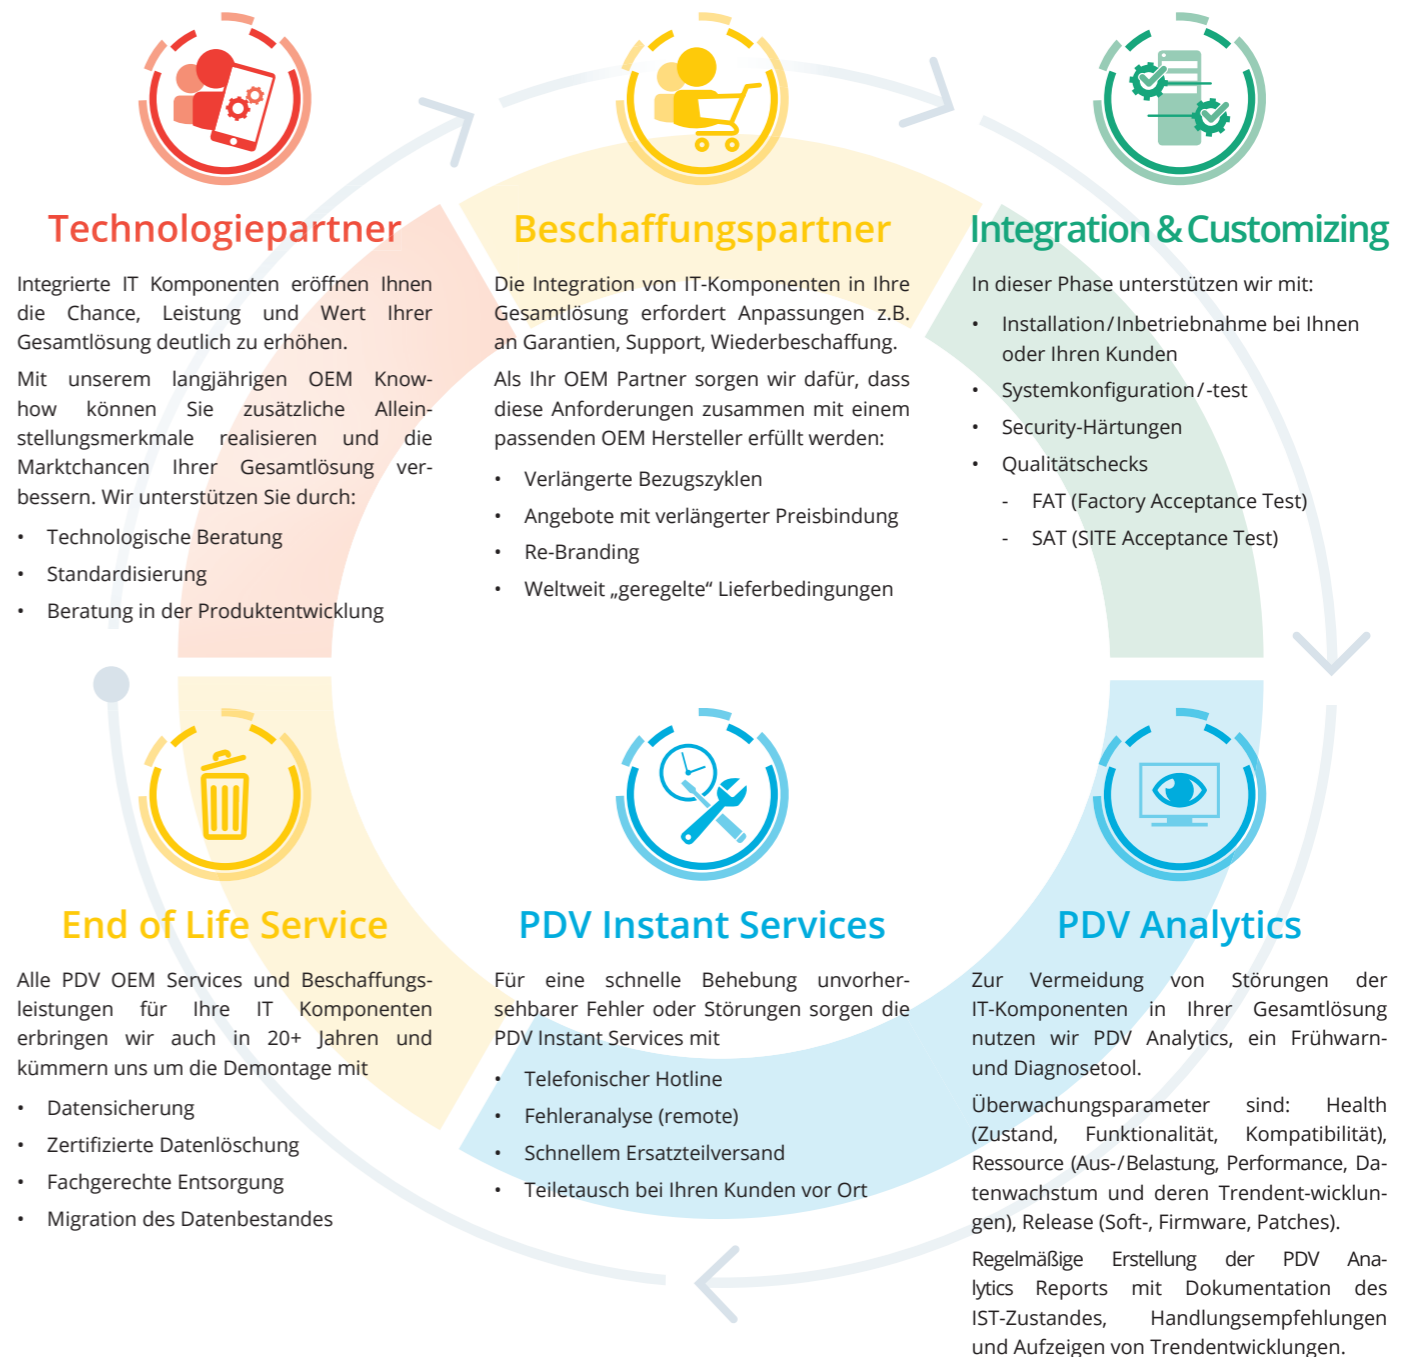 Technologiepartner
Integrierte IT Komponenten eröffnen Ihnen
die Chance, Leistung und Wert Ihrer
Gesamtlösung deutlich zu erhöhen.
Mit unserem langjährigen OEM Know-
how können Sie zusätzliche Allein-
stellungsmerkmale realisieren und die
Marktchancen Ihrer Gesamtlösung ver-
bessern. Wir unterstützen Sie durch:
• Technologische Beratung
• Standardisierung
• Beratung in der Produktentwicklung
Beschaffungspartner
Die Integration von IT-Komponenten in Ihre
Gesamtlösung erfordert Anpassungen z.B.
an Garantien, Support, Wiederbeschaffung.
Als Ihr OEM Partner sorgen wir dafür, dass
diese Anforderungen zusammen mit einem
passenden OEM Hersteller erfüllt werden:
• Verlängerte Bezugszyklen
• Angebote mit verlängerter Preisbindung
• Re-Branding
• Weltweit „geregelte“ Lieferbedingungen
Integration & Customizing
In dieser Phase unterstützen wir mit:
• Installation/Inbetriebnahme bei Ihnen
oder Ihren Kunden
• Systemkonfiguration/-test
• Security-Härtungen
• Qualitätschecks
- FAT (Factory Acceptance Test)
- SAT (SITE Acceptance Test)
End of Life Service
Alle PDV OEM Services und Beschaffungs-
leistungen für Ihre IT Komponenten
erbringen wir auch in 20+ Jahren und
kümmern uns um die Demontage mit
• Datensicherung
• Zertifizierte Datenlöschung
• Fachgerechte Entsorgung
• Migration des Datenbestandes
PDV Instant Services
Für eine schnelle Behebung unvorher-
sehbarer Fehler oder Störungen sorgen die
PDV Instant Services mit
• Telefonischer Hotline
• Fehleranalyse (remote)
• Schnellem Ersatzteilversand
• Teiletausch bei Ihren Kunden vor Ort
PDV Analytics
Zur Vermeidung von Störungen der
IT-Komponenten in Ihrer Gesamtlösung
nutzen wir PDV Analytics, ein Frühwarn-
und Diagnosetool.
Überwachungsparameter sind: Health
(Zustand, Funktionalität, Kompatibilität),
Ressource (Aus-/Belastung, Performance, Da-
tenwachstum und deren Trendent-wicklun-
gen), Release (Soft-, Firmware, Patches).
Regelmäßige Erstellung der PDV Ana-
lytics Reports mit Dokumentation des
IST-Zustandes, Handlungsempfehlungen
und Aufzeigen von Trendentwicklungen.